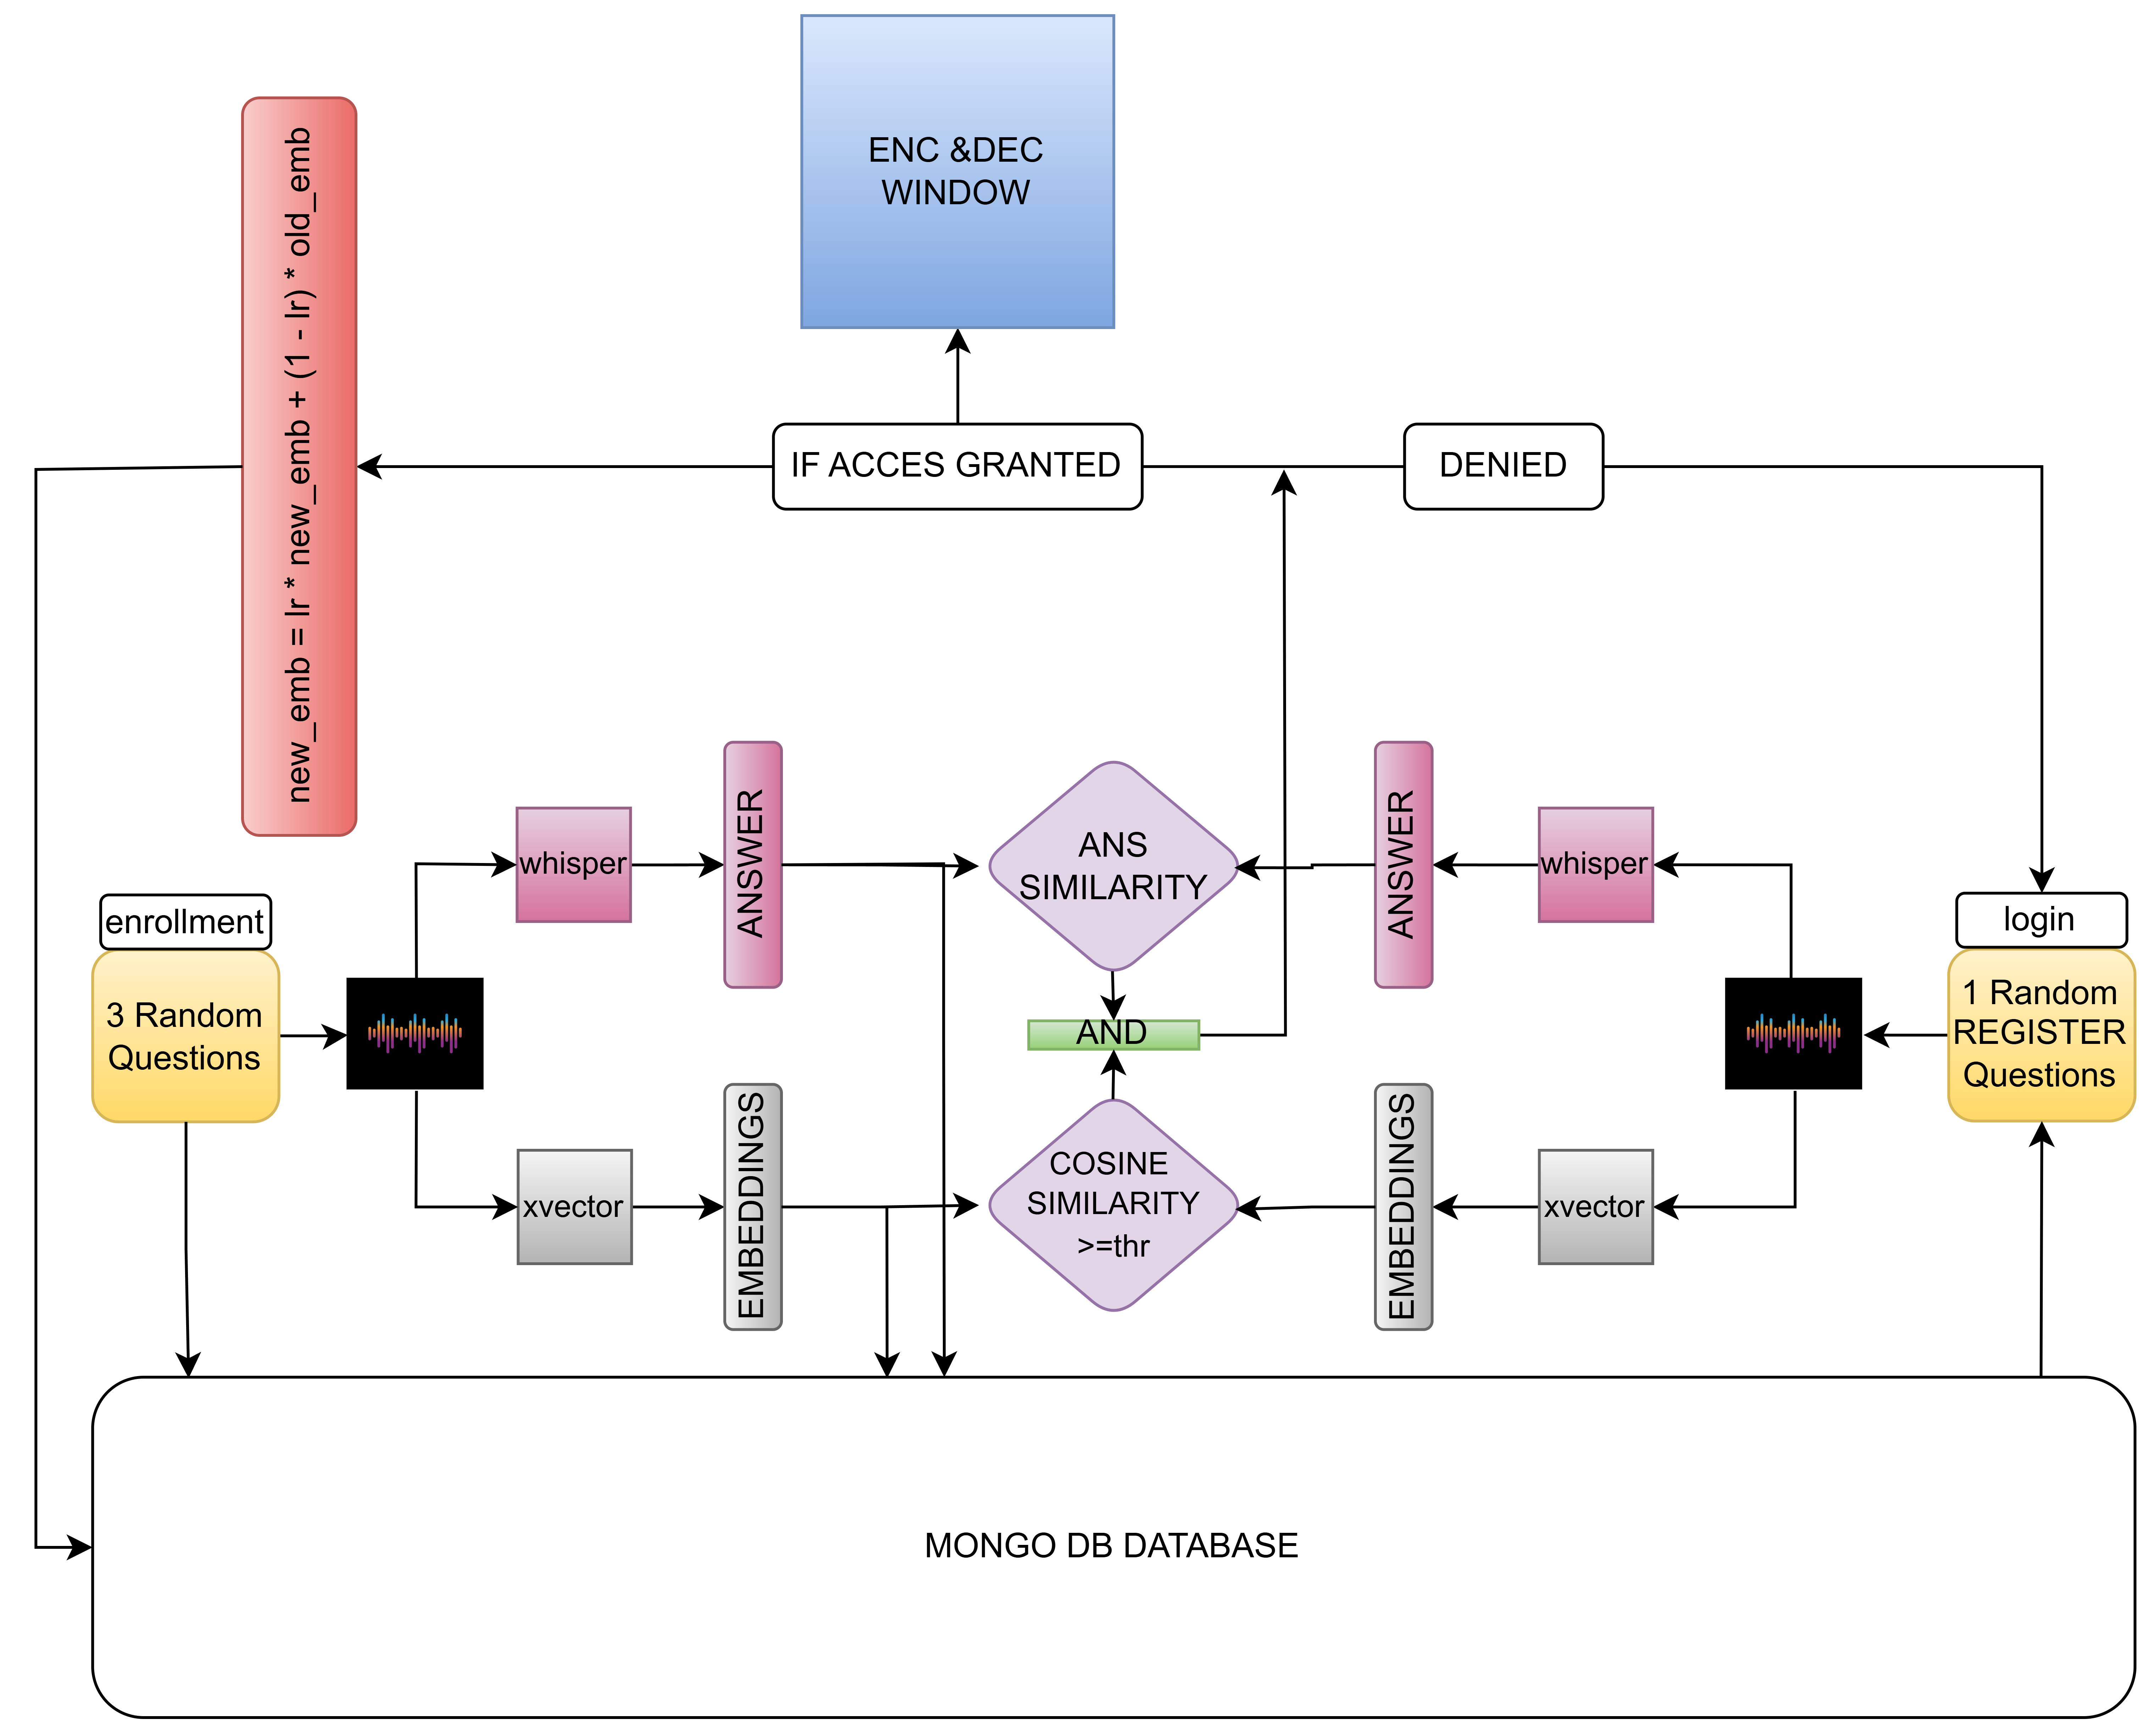 ENC &DEC
WINDOW
new_emb = lr * new_emb + (1 - lr) * old_emb
IF ACCES GRANTED
DENIED
whisper
ANSWER
ANS
SIMILARITY
ANSWER
whisper
enrollment
3 Random
Questions
login
1 Random
REGISTER
Questions
AND
xvector
EMBEDDINGS
COSINE
SIMILARITY
>=thr
EMBEDDINGS
xvector
MONGO DB DATABASE